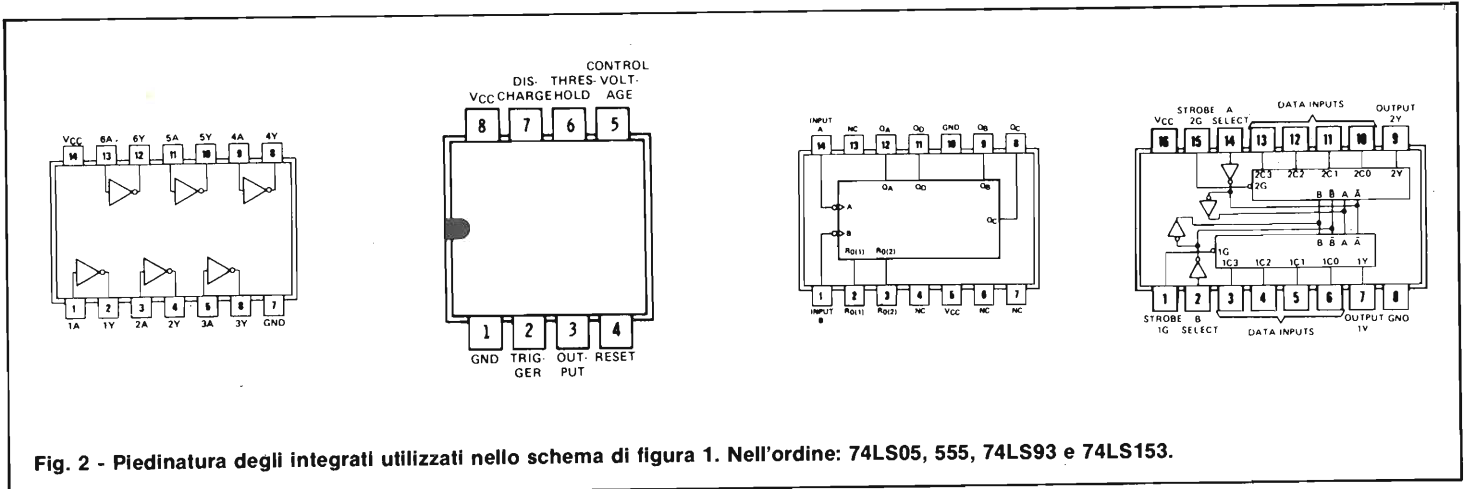 VCC 6A. 6Y 5A 5Y 4A 4Y
14 13 12 11 10 9 8
1 2 3 4 5 6 7
1A 1Y 2A 2Y 3A 3Y GND
VCC DIS-CHARGE THRES-HOLD CONTROL VOLT-AGE
8 7 6 5
1 2 3 4
GND TRIG-GER OUT-PUT RESET
INPUT A NC QA QD GND QB QC
14 13 12 11 10 9 8
QA QD QB
QC
A
B
R0(1) R0(2)
1 2 3 4 5 6 7
INPUT B R0(1) R0(2) NC VCC NC NC
VCC STROBE 2G A SELECT DATA INPUTS OUTPUT 2Y
16 15 14 13 12 11 10 9
2C3 2C2 2C1 2C0 2Y
2G
B B̄ A Ā
B B̄ A Ā
1G
1C3 1C2 1C1 1C0 1Y
1 2 3 4 5 6 7 8
STROBE 1G B SELECT DATA INPUTS OUTPUT 1V GND
Fig. 2 - Piedinatura degli integrati utilizzati nello schema di figura 1. Nell'ordine: 74LS05, 555, 74LS93 e 74LS153.